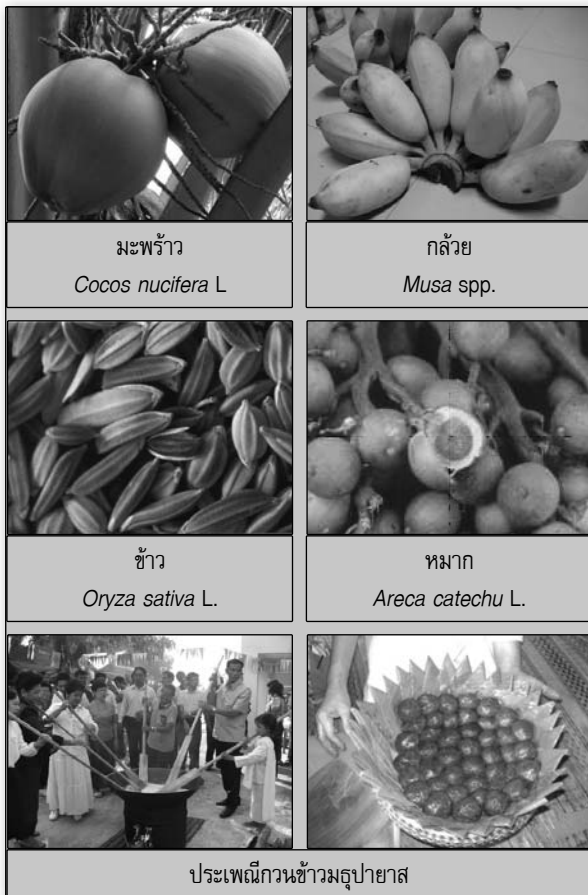 มะพร้าว
Cocos nucifera L
กล้วย
Musa spp.
ข้าว
Oryza sativa L.
หมาก
Areca catechu L.
ประเพณีกวนข้าวมธุปายาส